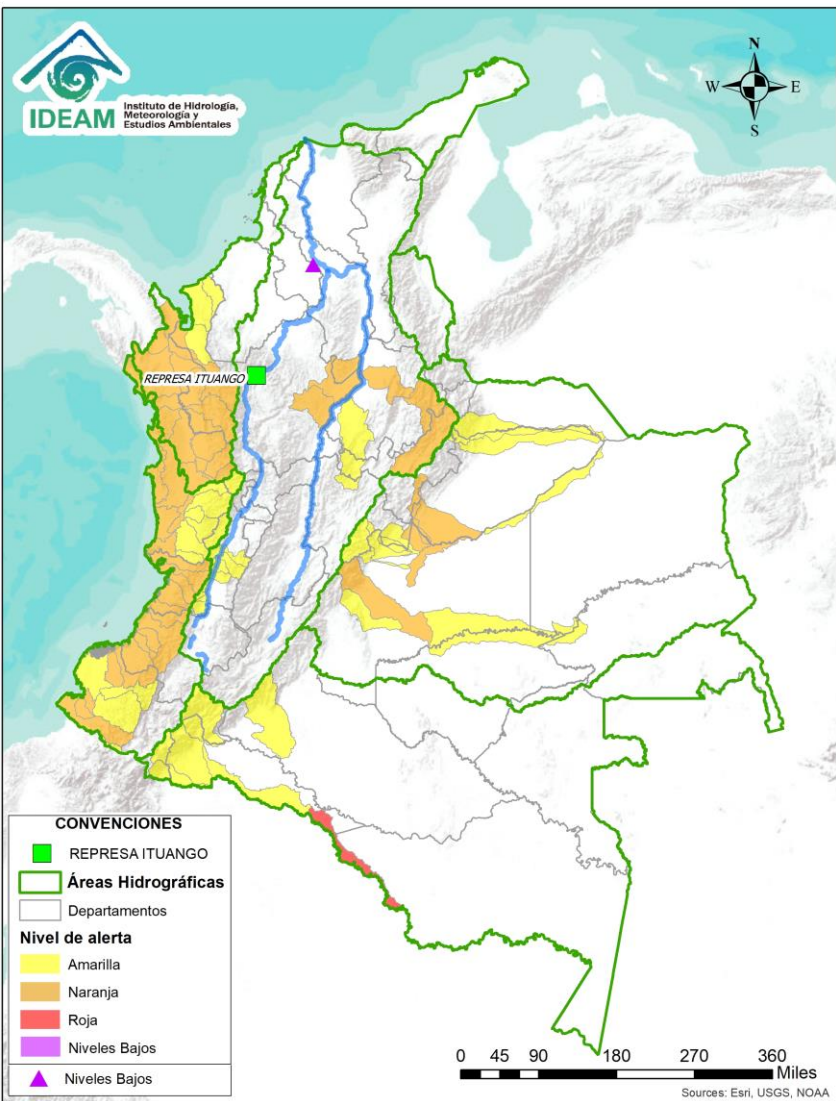 IDEAM
Instituto de Hidrología,
Meteorología y
Estudios Ambientales
N
W
E
S
REPRESA ITUANGO
CONVENCIONES
REPRESA ITUANGO
Áreas Hidrográficas
Departamentos
Nivel de alerta
Amarilla
Naranja
Roja
Niveles Bajos
Niveles Bajos
0 45 90 180 270 360
Miles
Sources: Esri, USGS, NOAA